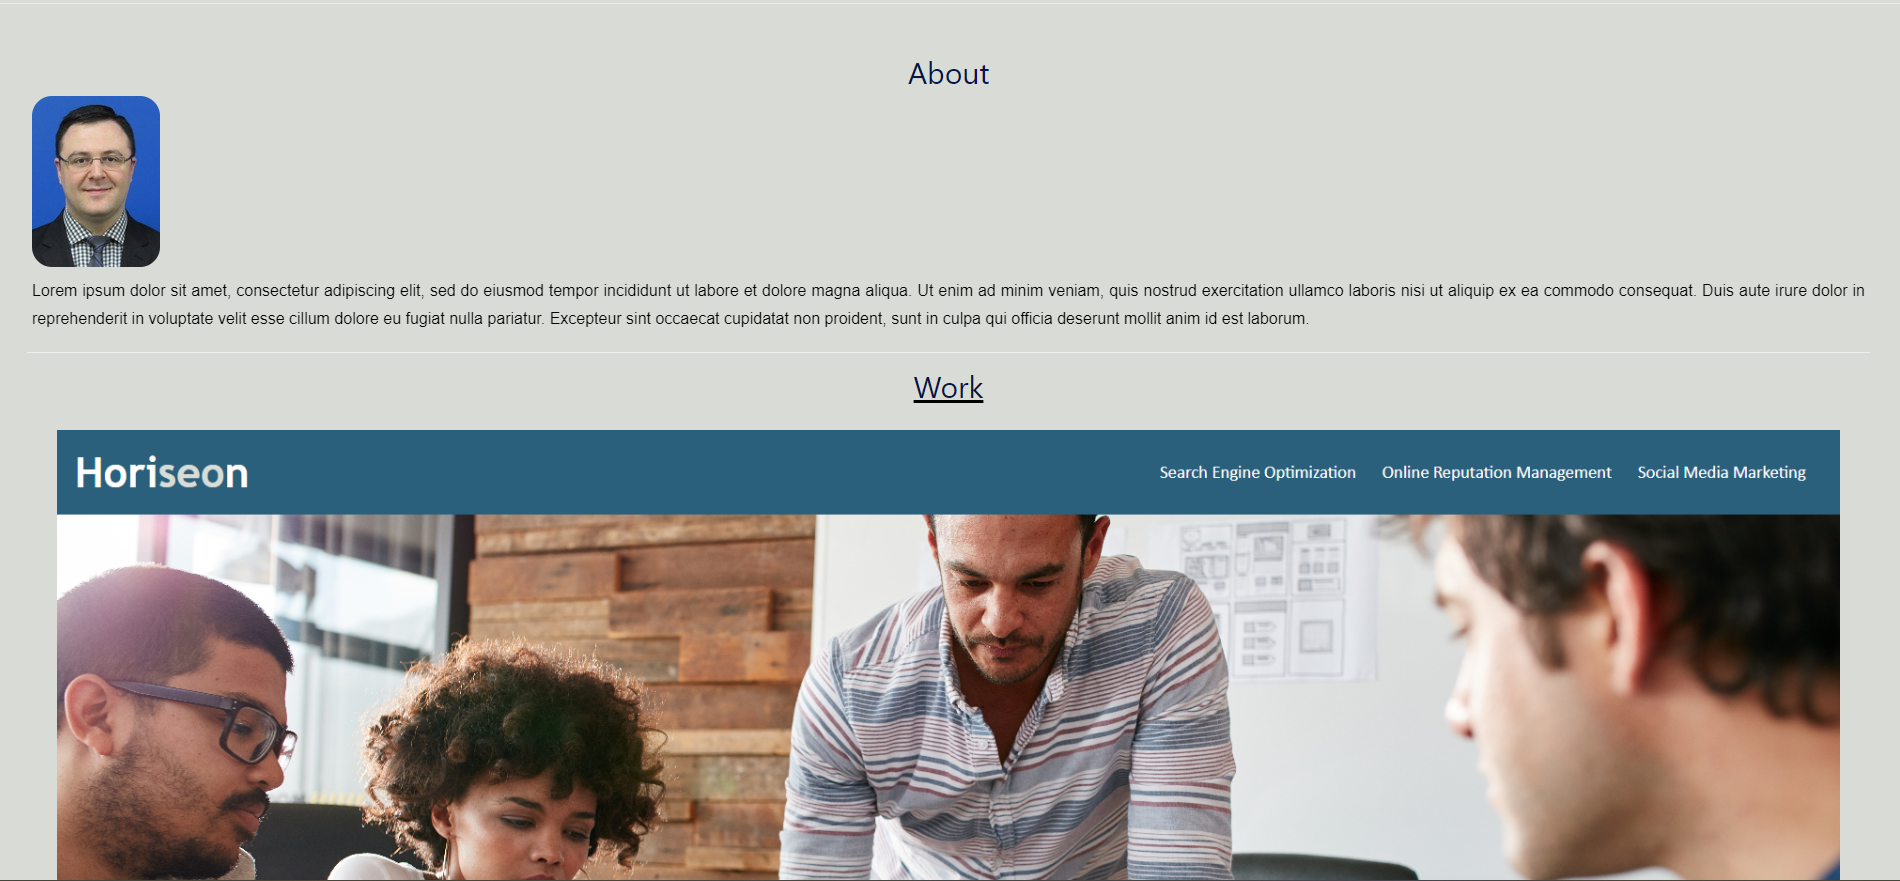 About
Lorem ipsum dolor sit amet, consectetur adipiscing elit, sed do eiusmod tempor incididunt ut labore et dolore magna aliqua. Ut enim ad minim veniam, quis nostrud exercitation ullamco laboris nisi ut aliquip ex ea commodo consequat. Duis aute irure dolor in
reprehenderit in voluptate velit esse cillum dolore eu fugiat nulla pariatur. Excepteur sint occaecat cupidatat non proident, sunt in culpa qui officia deserunt mollit anim id est laborum.
Work
Horiseon
Search Engine Optimization Online Reputation Management Social Media Marketing